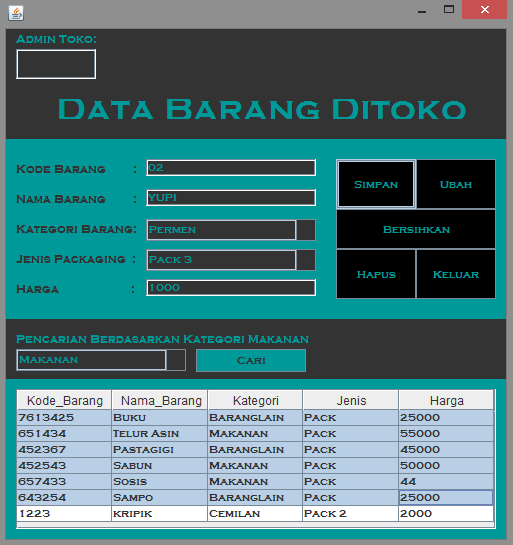 Admin Toko:
Data Barang Ditoko
Kode Barang : 02
Nama Barang : YUPI
Kategori Barang: Permen
Jenis Packaging : Pack 3
Harga : 1000
Simpan Ubah
Bersihkan
Hapus Keluar
Pencarian Berdasarkan Kategori Makanan
Makanan Cari
Kode_Barang Nama_Barang Kategori Jenis Harga
7613425 Buku Baranglain Pack 25000
651434 Telur Asin Makanan Pack 55000
452367 Pastagigi Baranglain Pack 45000
452543 Sabun Makanan Pack 50000
657433 Sosis Makanan Pack 44
643254 Sampo Baranglain Pack 25000
1223 kripik Cemilan Pack 2 2000